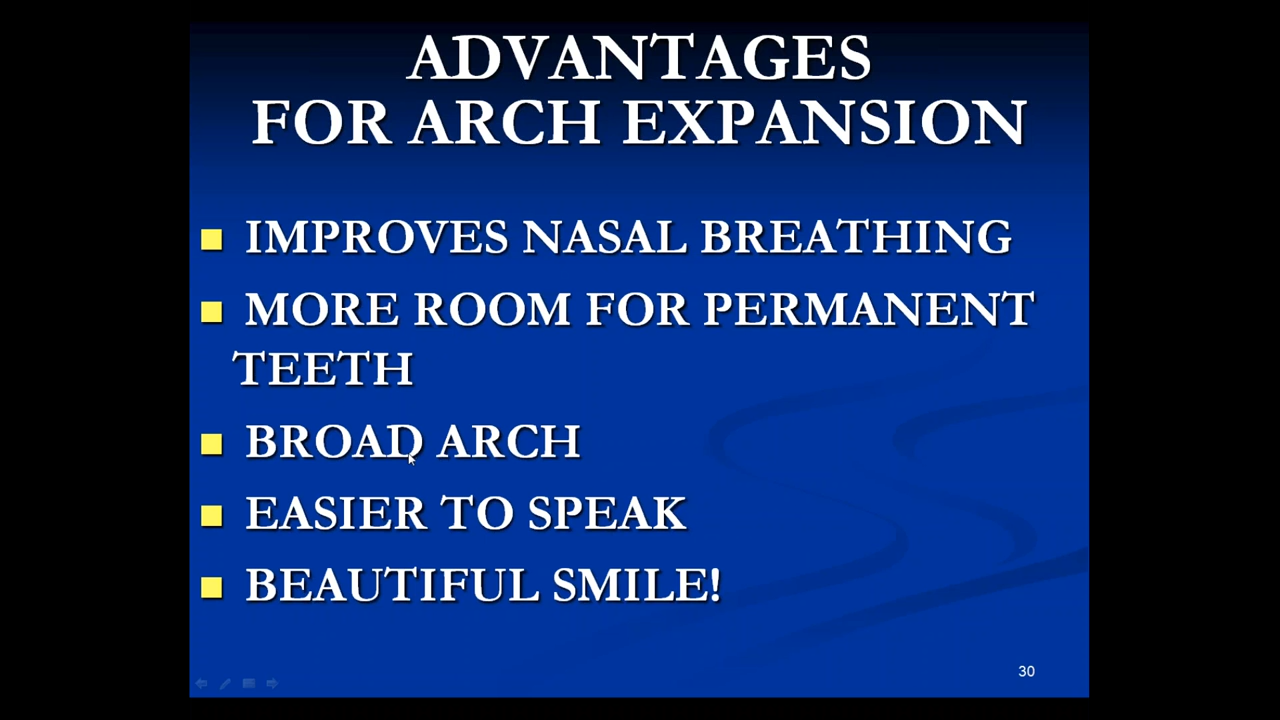 ADVANTAGES
FOR ARCH EXPANSION
IMPROVES NASAL BREATHING
MORE ROOM FOR PERMANENT
TEETH
BROAD ARCH
EASIER TO SPEAK
BEAUTIFUL SMILE!
30